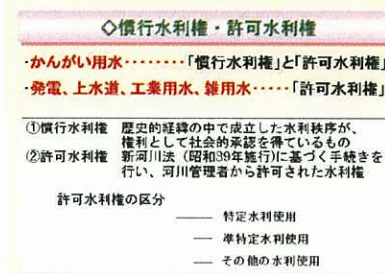 ◇慣行水利権・許可水利権
・かんがい用水・・・・・・・・「慣行水利権」と「許可水利権」
・発電、上水道、工業用水、雑用水・・・・・「許可水利権」
①慣行水利権 歴史的経緯の中で成立した水利秩序が、
権利として社会的承認を得ているもの
②許可水利権 新河川法（昭和39年施行)に基づく手続きを
行い、河川管理者から許可された水利権
許可水利権の区分
―― 特定水利使用
―― 準特定水利使用
―― その他の水利使用